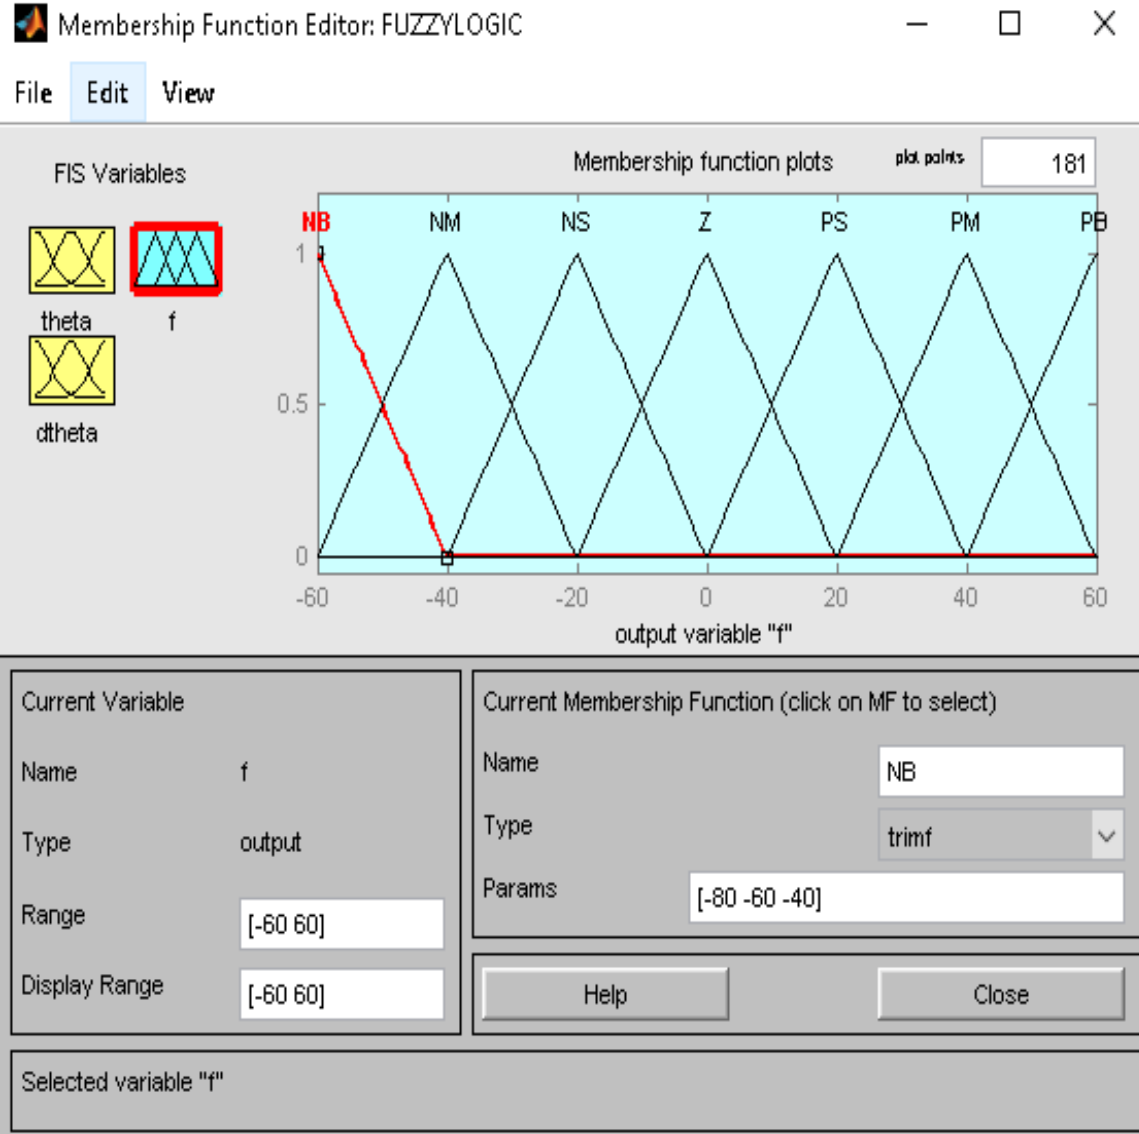 Membership Function Editor: FUZZYLOGIC
File Edit View
FIS Variables
theta
f
dtheta
Membership function plots
plot points
181
NB NM NS Z PS PM PB
1
0.5
0
-60 -40 -20 0 20 40 60
output variable "f"
Current Variable
Name f
Type output
Range [-60 60]
Display Range [-60 60]
Current Membership Function (click on MF to select)
Name NB
Type trimf
Params [-80 -60 -40]
Help Close
Selected variable "f"